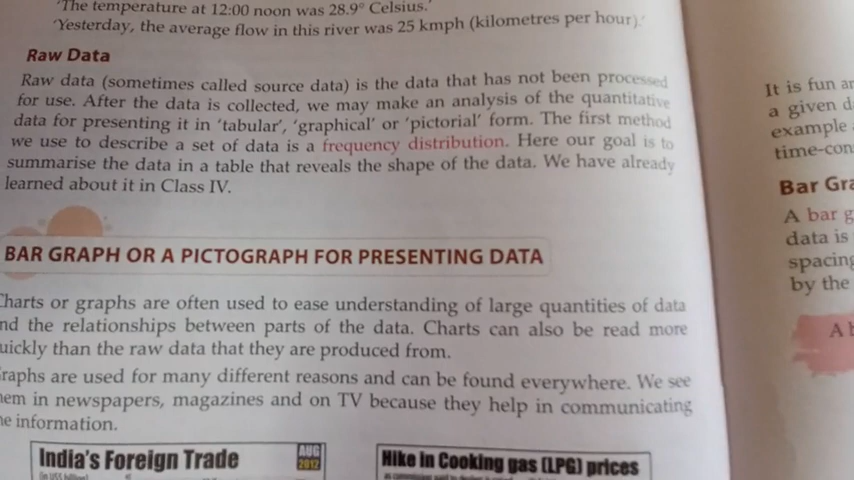 'The temperature at 12:00 noon was 28.9° Celsius.'
'Yesterday, the average flow in this river was 25 kmph (kilometres per hour).'
Raw Data
Raw data (sometimes called source data) is the data that has not been processed
for use. After the data is collected, we may make an analysis of the quantitative
data for presenting it in 'tabular', 'graphical' or 'pictorial' form. The first method
we use to describe a set of data is a frequency distribution. Here our goal is to
summarise the data in a table that reveals the shape of the data. We have already
learned about it in Class IV.
BAR GRAPH OR A PICTOGRAPH FOR PRESENTING DATA
Charts or graphs are often used to ease understanding of large quantities of data
nd the relationships between parts of the data. Charts can also be read more
uickly than the raw data that they are produced from.
raphs are used for many different reasons and can be found everywhere. We see
hem in newspapers, magazines and on TV because they help in communicating
he information.
India's Foreign Trade
AUG
2012
(in US$ billion)
Hike in Cooking gas (LPG) prices
It is fun an
a given d
example
time-con
Bar Gra
A bar g
data is
spacing
by the
A b